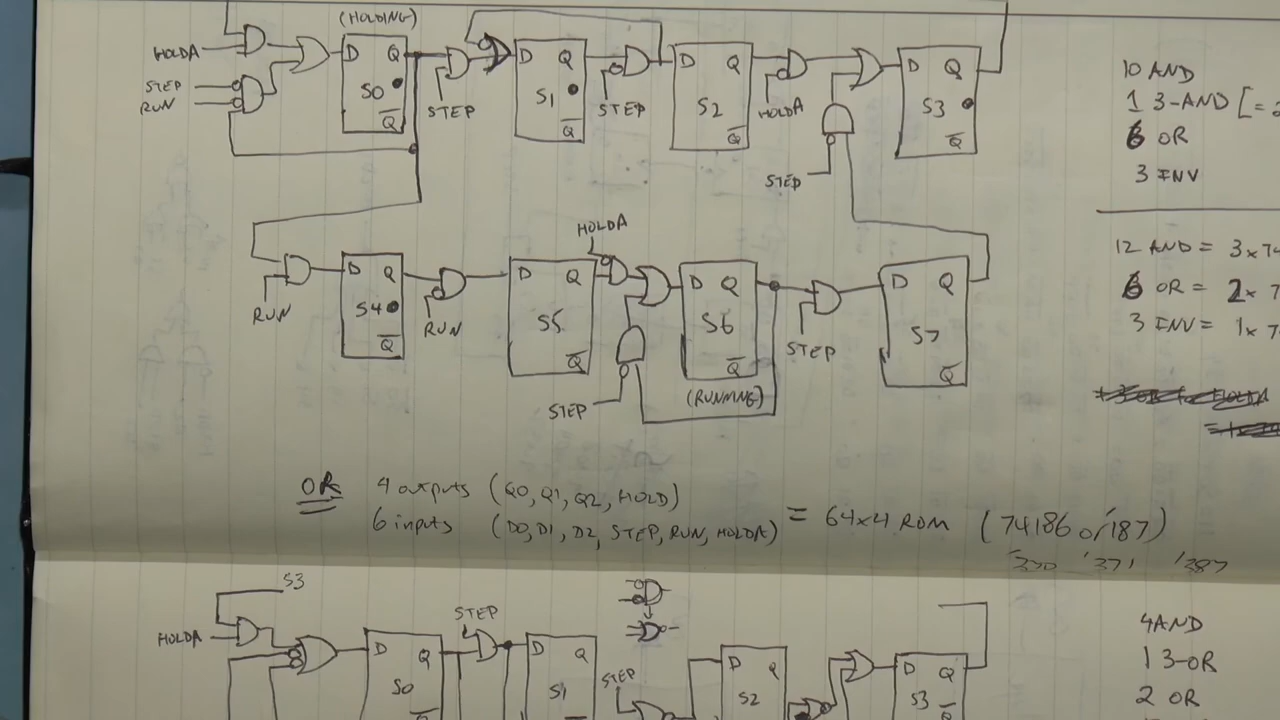 (HOLDING)
HOLDA
STEP
RUN
D Q
S0
Q
STEP
D Q
S1
Q
STEP
D Q
S2
Q
HOLDA
D Q
S3
Q
STEP
10 AND
1 3-AND [=
6 OR
3 INV
RUN
D Q
S4
Q
RUN
D Q
S5
Q
HOLDA
STEP
D Q
S6
Q
(RUNNING)
STEP
D Q
S7
Q
12 AND = 3x
6 OR = 2x 7
3 INV = 1x 7
OR 4 outputs (Q0, Q1, Q2, HOLD)
6 inputs (D0, D1, D2, STEP, RUN, HOLDA) = 64x4 ROM (74186 or '187)
S3
HOLDA
D Q
S0
STEP
D Q
S1
STEP
D Q
S2
D Q
S3
4 AND
1 3-OR
2 OR